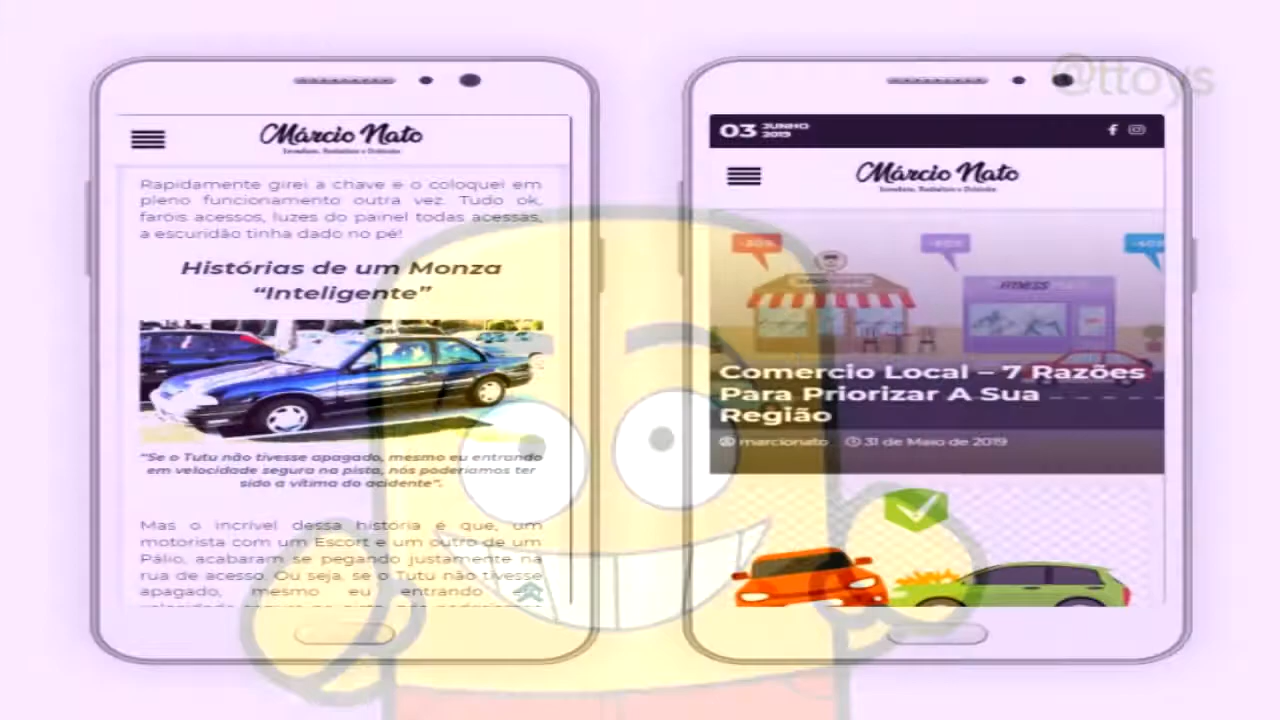 @ttoys
Márcio Nato
Rapidamente girei a chave e o coloquei em
pleno funcionamento outra vez. Tudo ok,
faróis acessos, luzes do painel todas acessas,
a escuridão tinha dado no pé!
Histórias de um Monza
“Inteligente”
“Se o Tutu não tivesse apagado, mesmo eu entrando
em velocidade segura na pista, nós poderíamos ter
sido a vítima do acidente”.
Mas o incrível dessa história é que, um
motorista com um Escort e um outro de um
Pálio, acabaram se pegando justamente na
rua de acesso. Ou seja, se o Tutu não tivesse
apagado, mesmo eu entrando
03 JUNHO
2019
Márcio Nato
FITNESS
Comercio Local – 7 Razões
Para Priorizar A Sua
Região
marcionato 31 de Maio de 2019